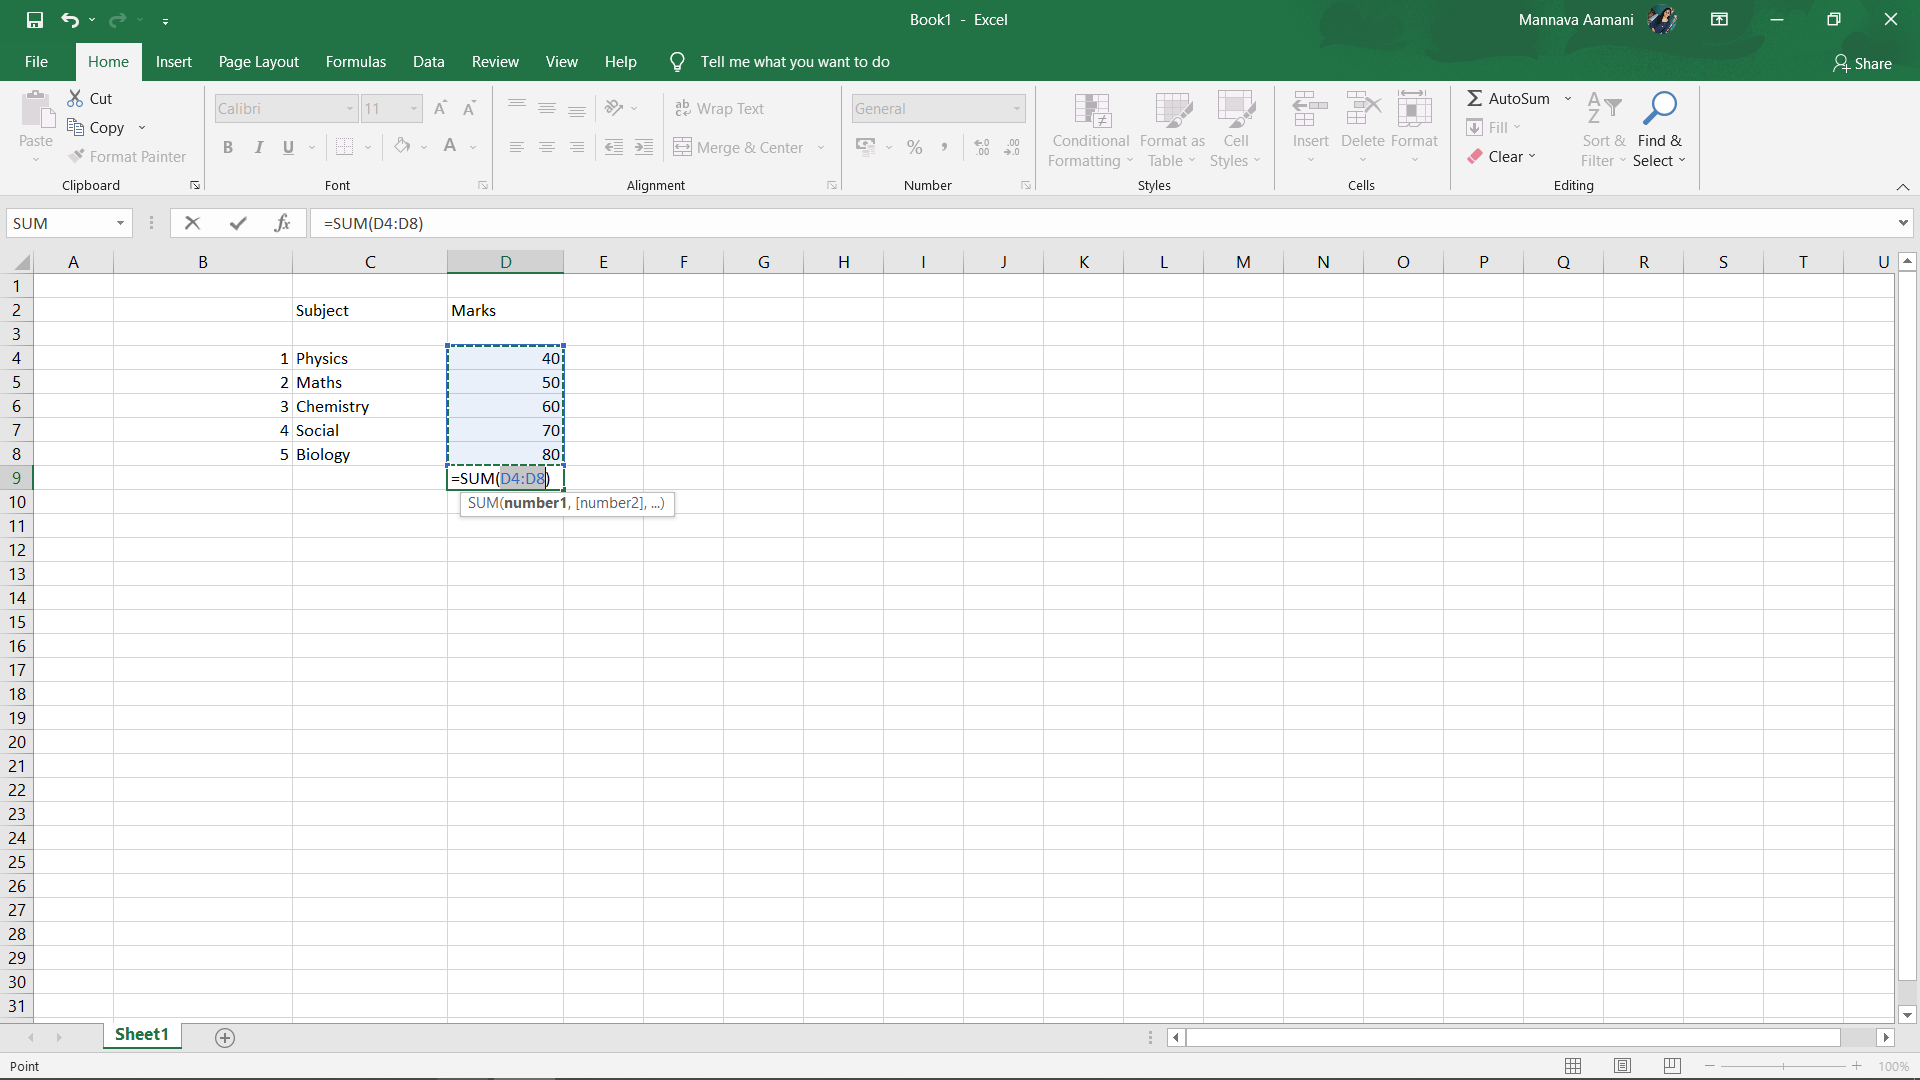 Book1 - Excel
Mannava Aamani
File Home Insert Page Layout Formulas Data Review View Help Tell me what you want to do Share
Paste
Cut
Copy
Format Painter
Clipboard
Calibri 11
B I U A
Font
Wrap Text
Merge & Center
Alignment
General
% ,
Number
Conditional Formatting
Format as Table
Cell Styles
Styles
Insert Delete Format
Cells
AutoSum
Fill
Clear
Sort & Filter
Find & Select
Editing
SUM fx =SUM(D4:D8)
A B C D E F G H I J K L M N O P Q R S T U
1
2 Subject Marks
3
4 1 Physics 40
5 2 Maths 50
6 3 Chemistry 60
7 4 Social 70
8 5 Biology 80
9 =SUM(D4:D8)
10 SUM(number1, [number2], ...)
11
12
13
14
15
16
17
18
19
20
21
22
23
24
25
26
27
28
29
30
31
Sheet1
Point 100%